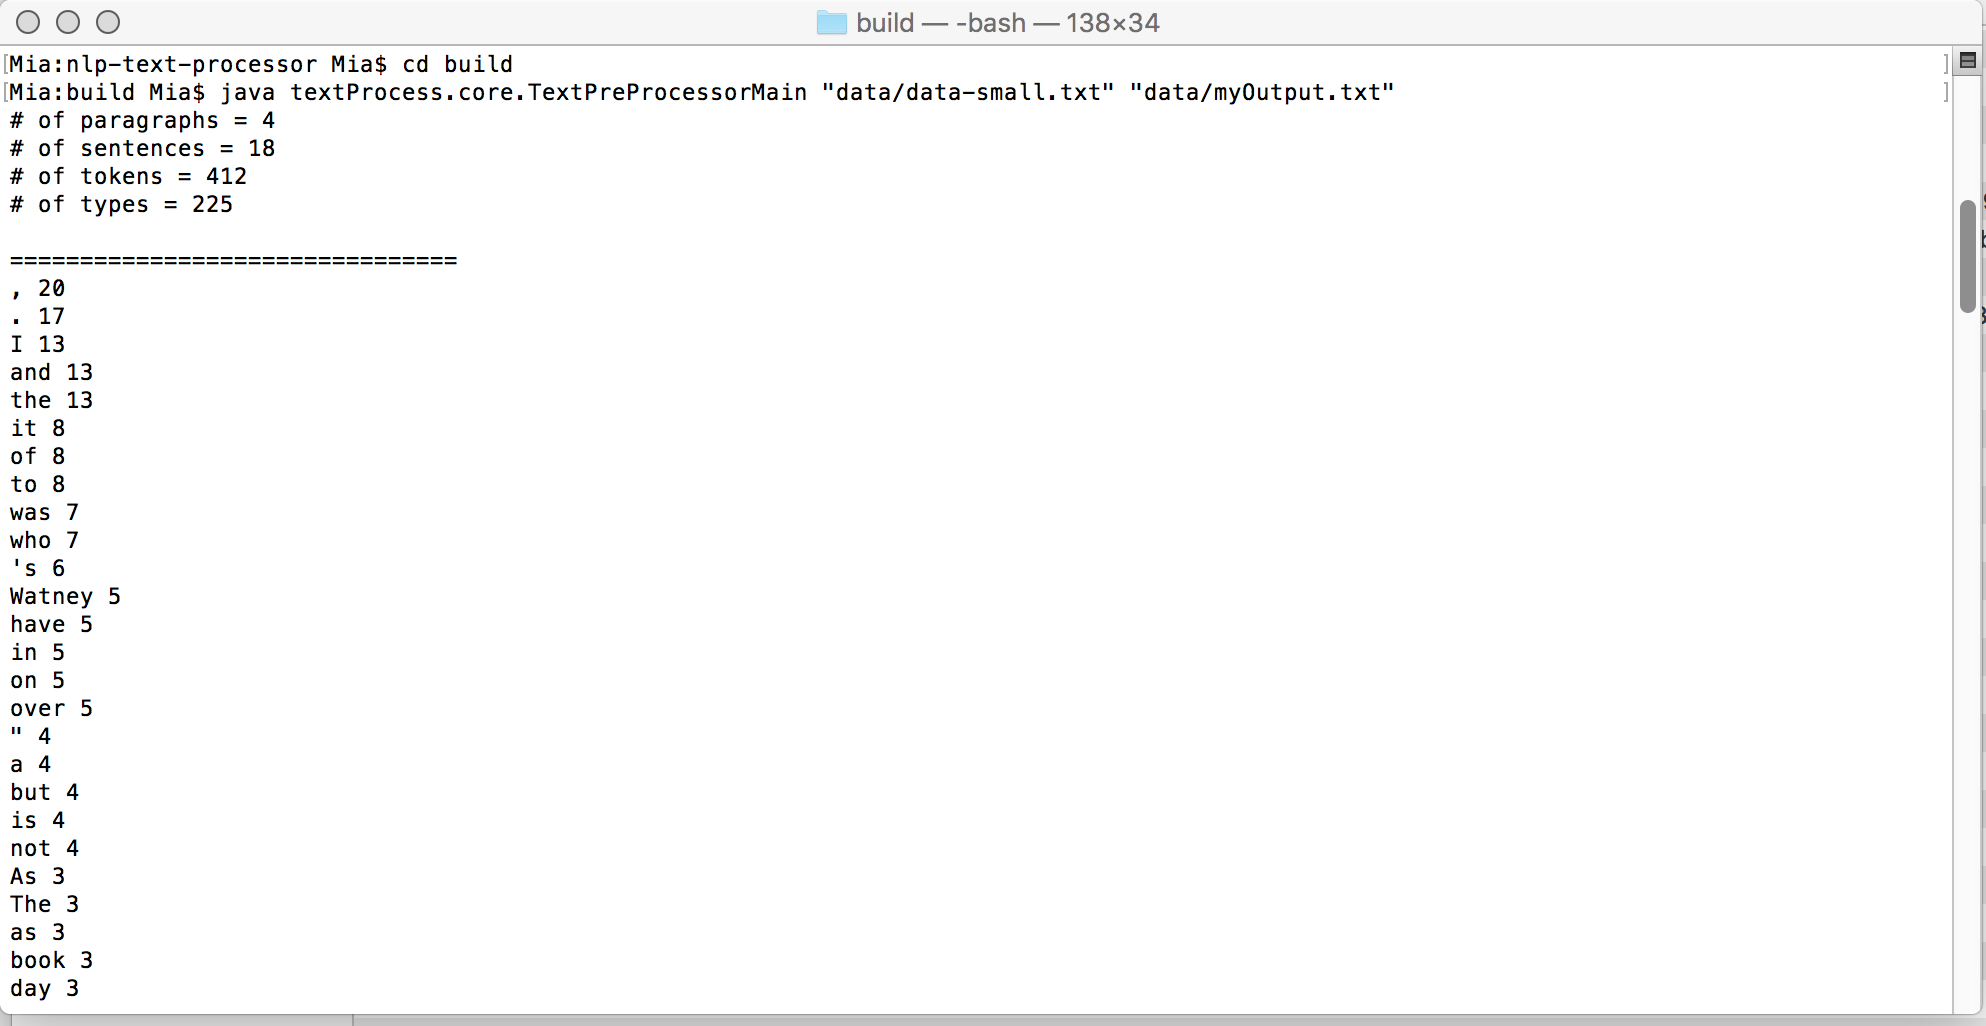 build — -bash — 138×34
[Mia:nlp-text-processor Mia$ cd build ]
[Mia:build Mia$ java textProcess.core.TextPreProcessorMain "data/data-small.txt" "data/myOutput.txt" ]
# of paragraphs = 4
# of sentences = 18
# of tokens = 412
# of types = 225
================================
, 20
. 17
I 13
and 13
the 13
it 8
of 8
to 8
was 7
who 7
's 6
Watney 5
have 5
in 5
on 5
over 5
" 4
a 4
but 4
is 4
not 4
As 3
The 3
as 3
book 3
day 3